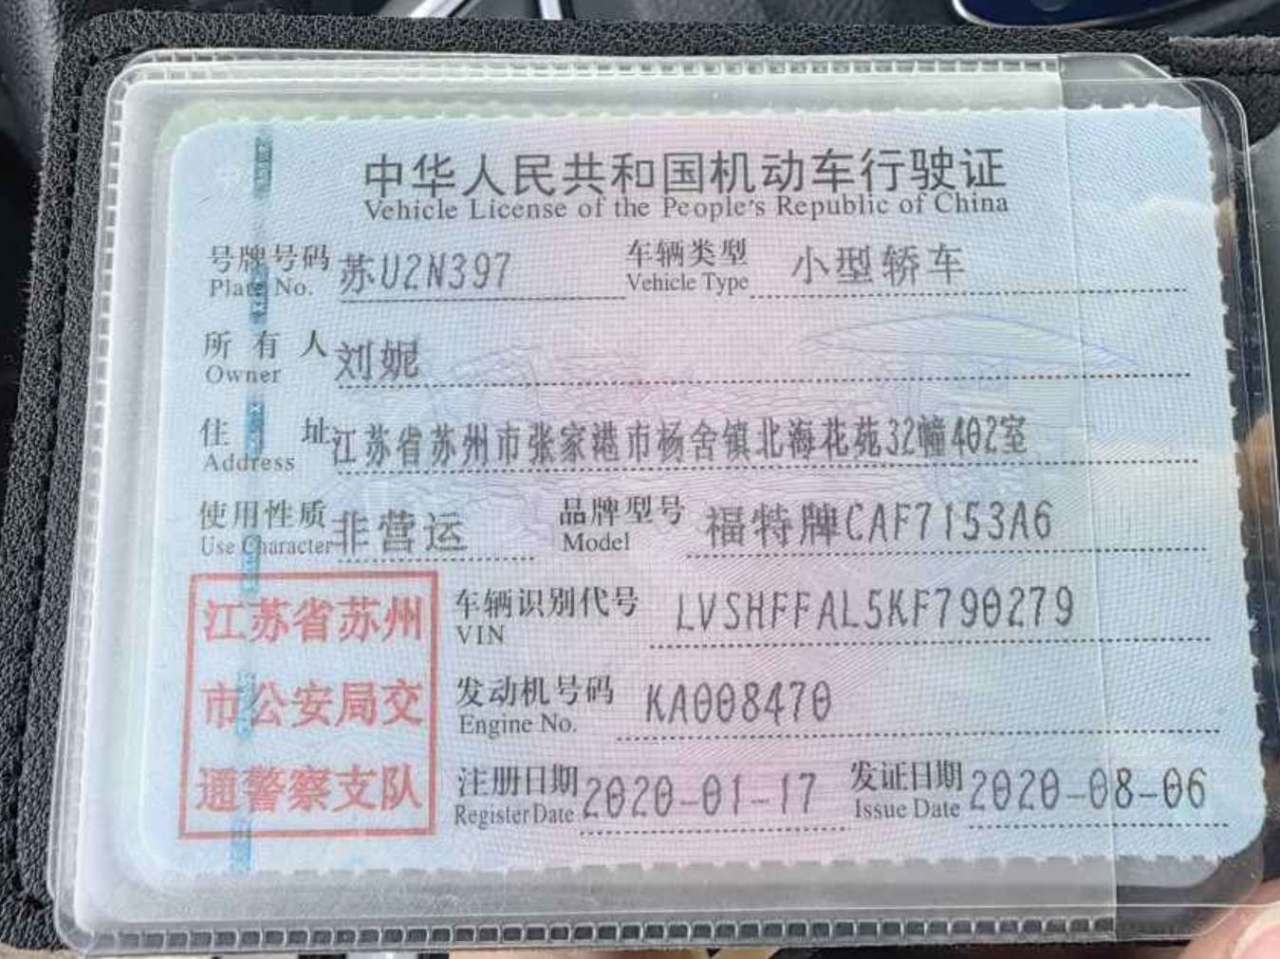 中华人民共和国机动车行驶证
Vehicle License of the People's Republic of China
号牌号码 苏U2N397 车辆类型 小型轿车
Plate No. Vehicle Type
所有人 刘妮
Owner
住址 江苏省苏州市张家港市杨舍镇北海花苑32幢402室
Address
使用性质 非营运 品牌型号 福特牌CAF7153A6
Use Character Model
江苏省苏州
市公安局交
通警察支队
车辆识别代号 LVSHFFAL5KF790279
VIN
发动机号码 KA008470
Engine No.
注册日期 2020-01-17 发证日期 2020-08-06
Register Date Issue Date